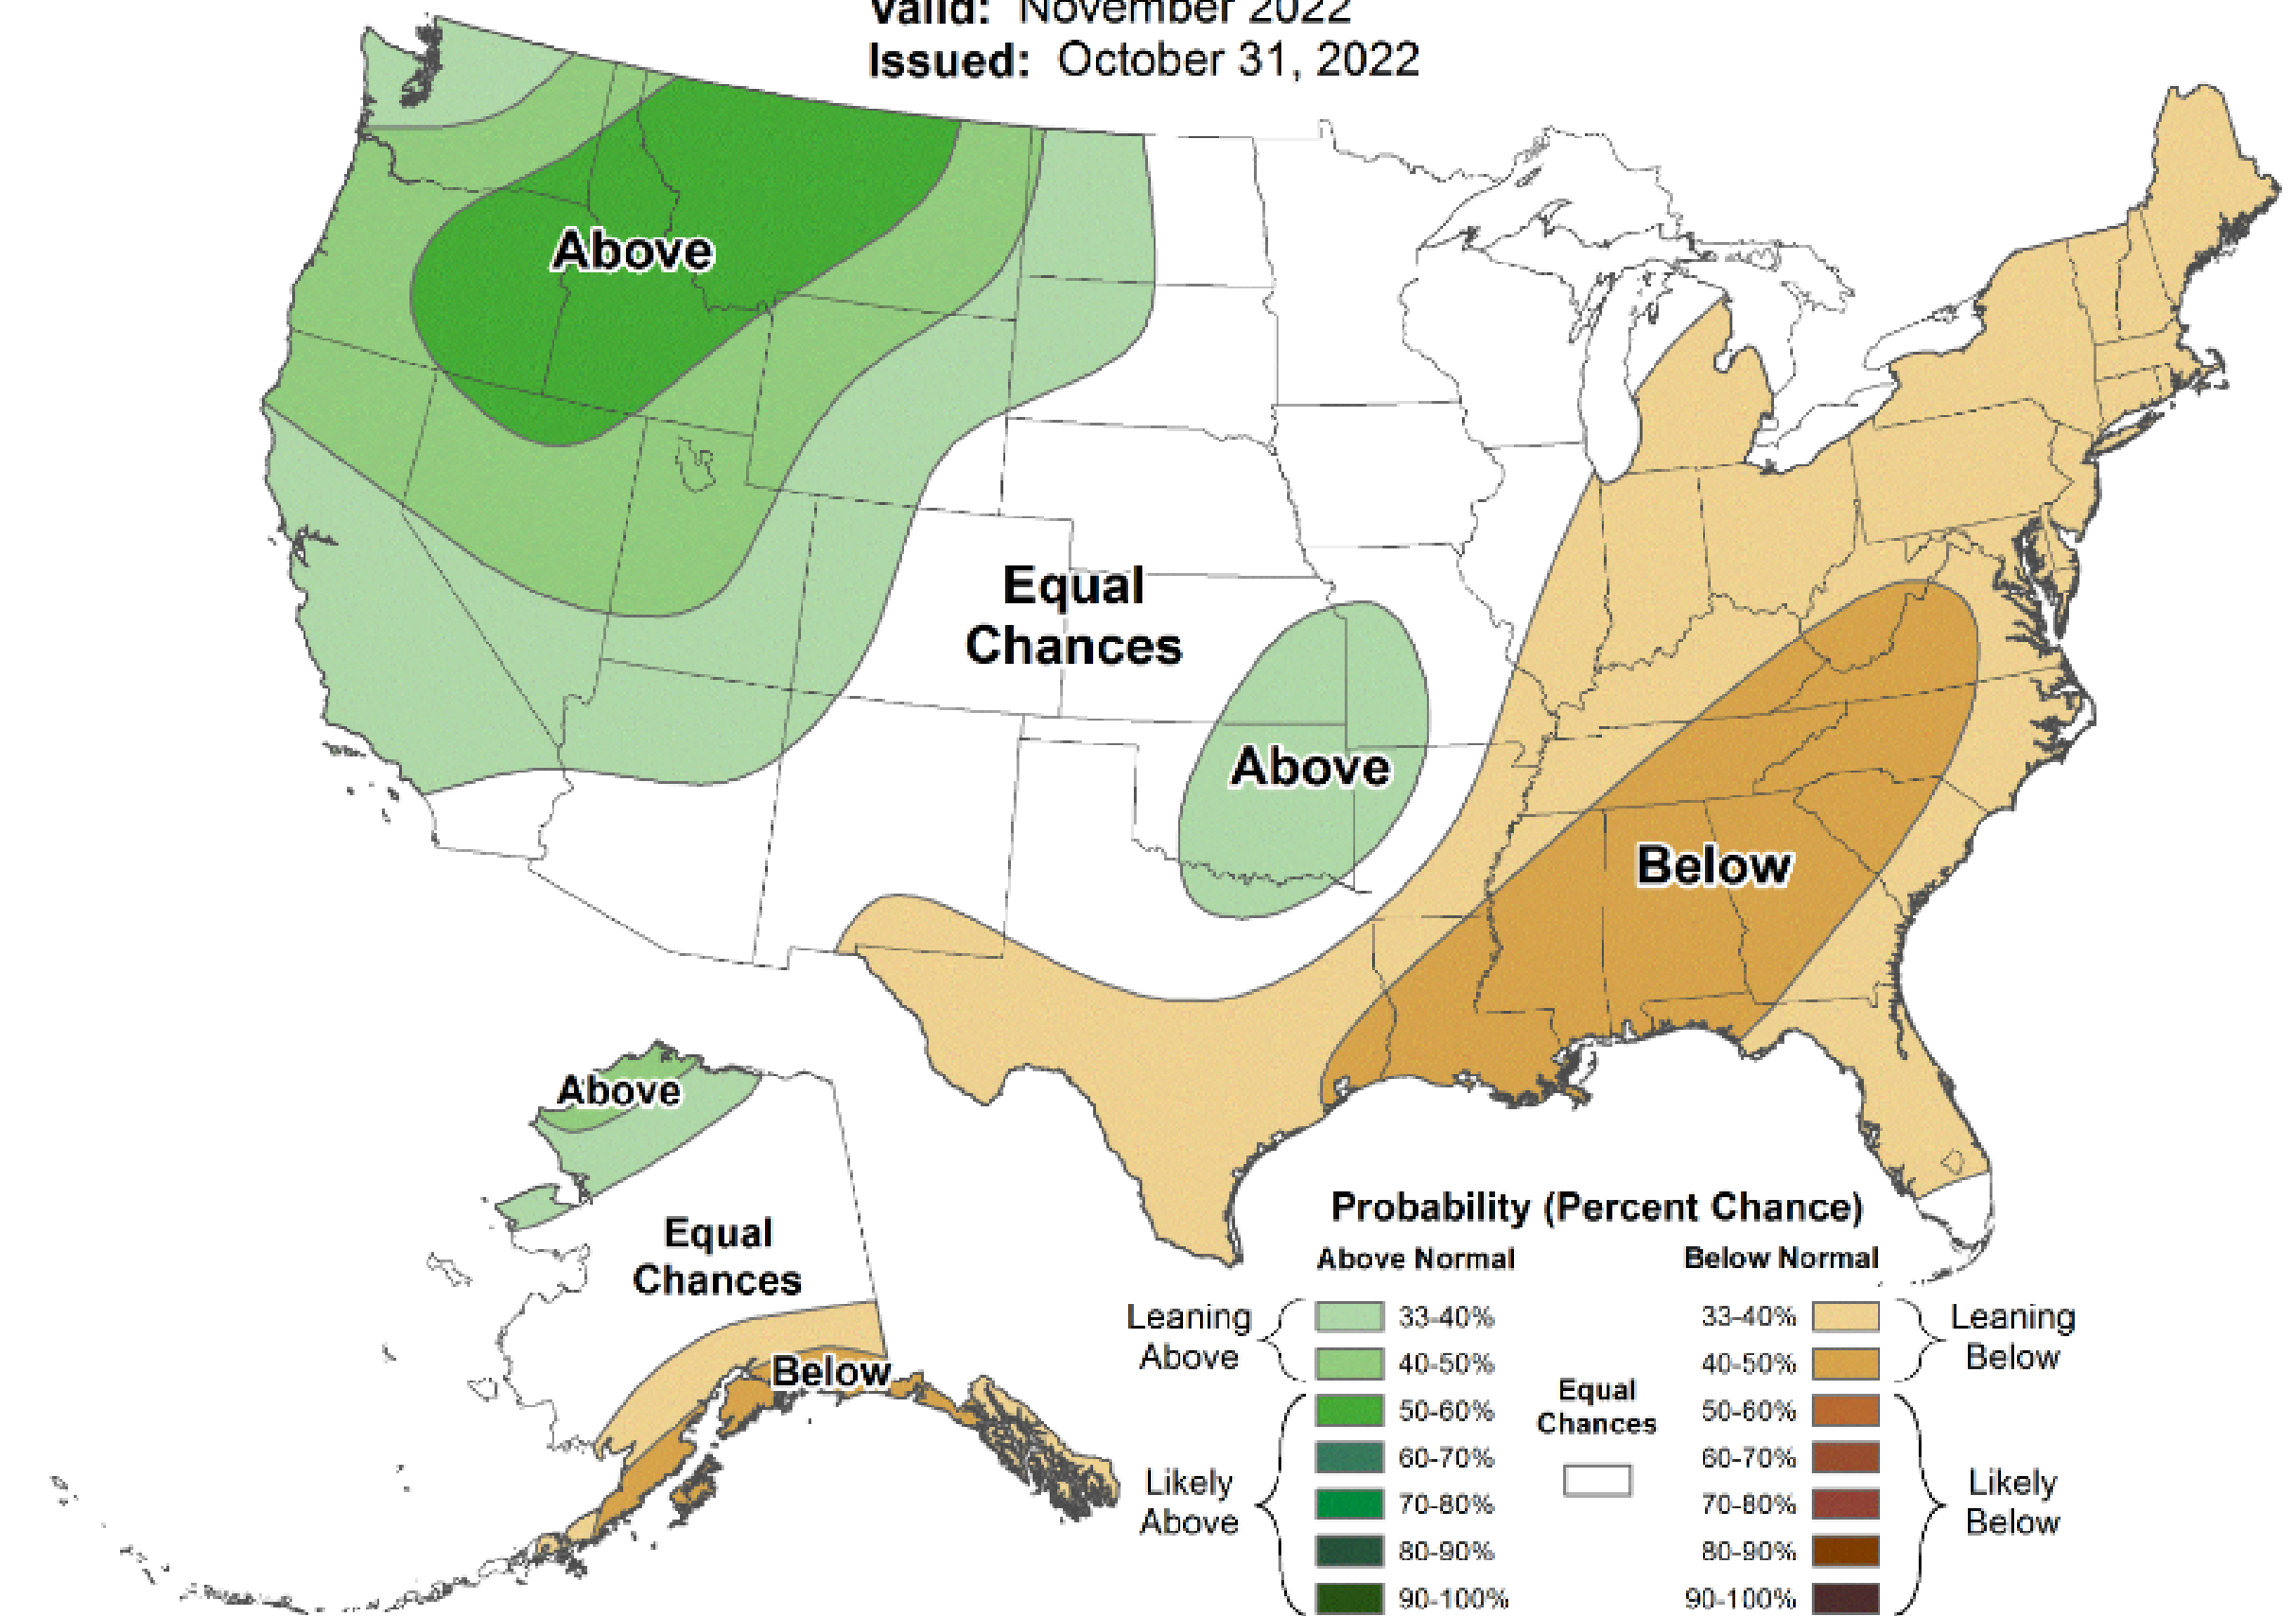 Valid: November 2022
Issued: October 31, 2022
Above
Equal
Chances
Above
Below
Above
Equal
Chances
Below
Probability (Percent Chance)
Above Normal
Below Normal
Leaning
Above
33-40%
40-50%
Likely
Above
50-60%
60-70%
70-80%
80-90%
90-100%
Equal
Chances
33-40%
40-50%
Leaning
Below
50-60%
60-70%
70-80%
80-90%
90-100%
Likely
Below